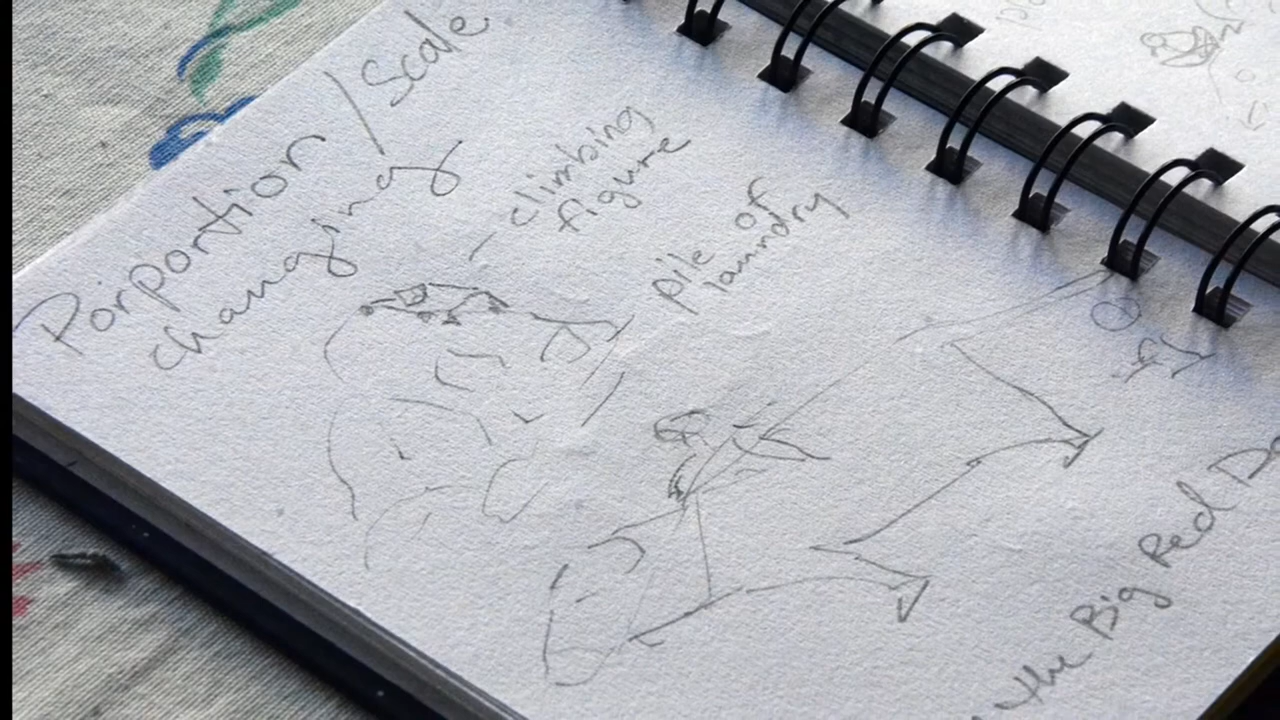 Porportion/Scale
changing
climbing
figure
pile of
laundry
the Big Red